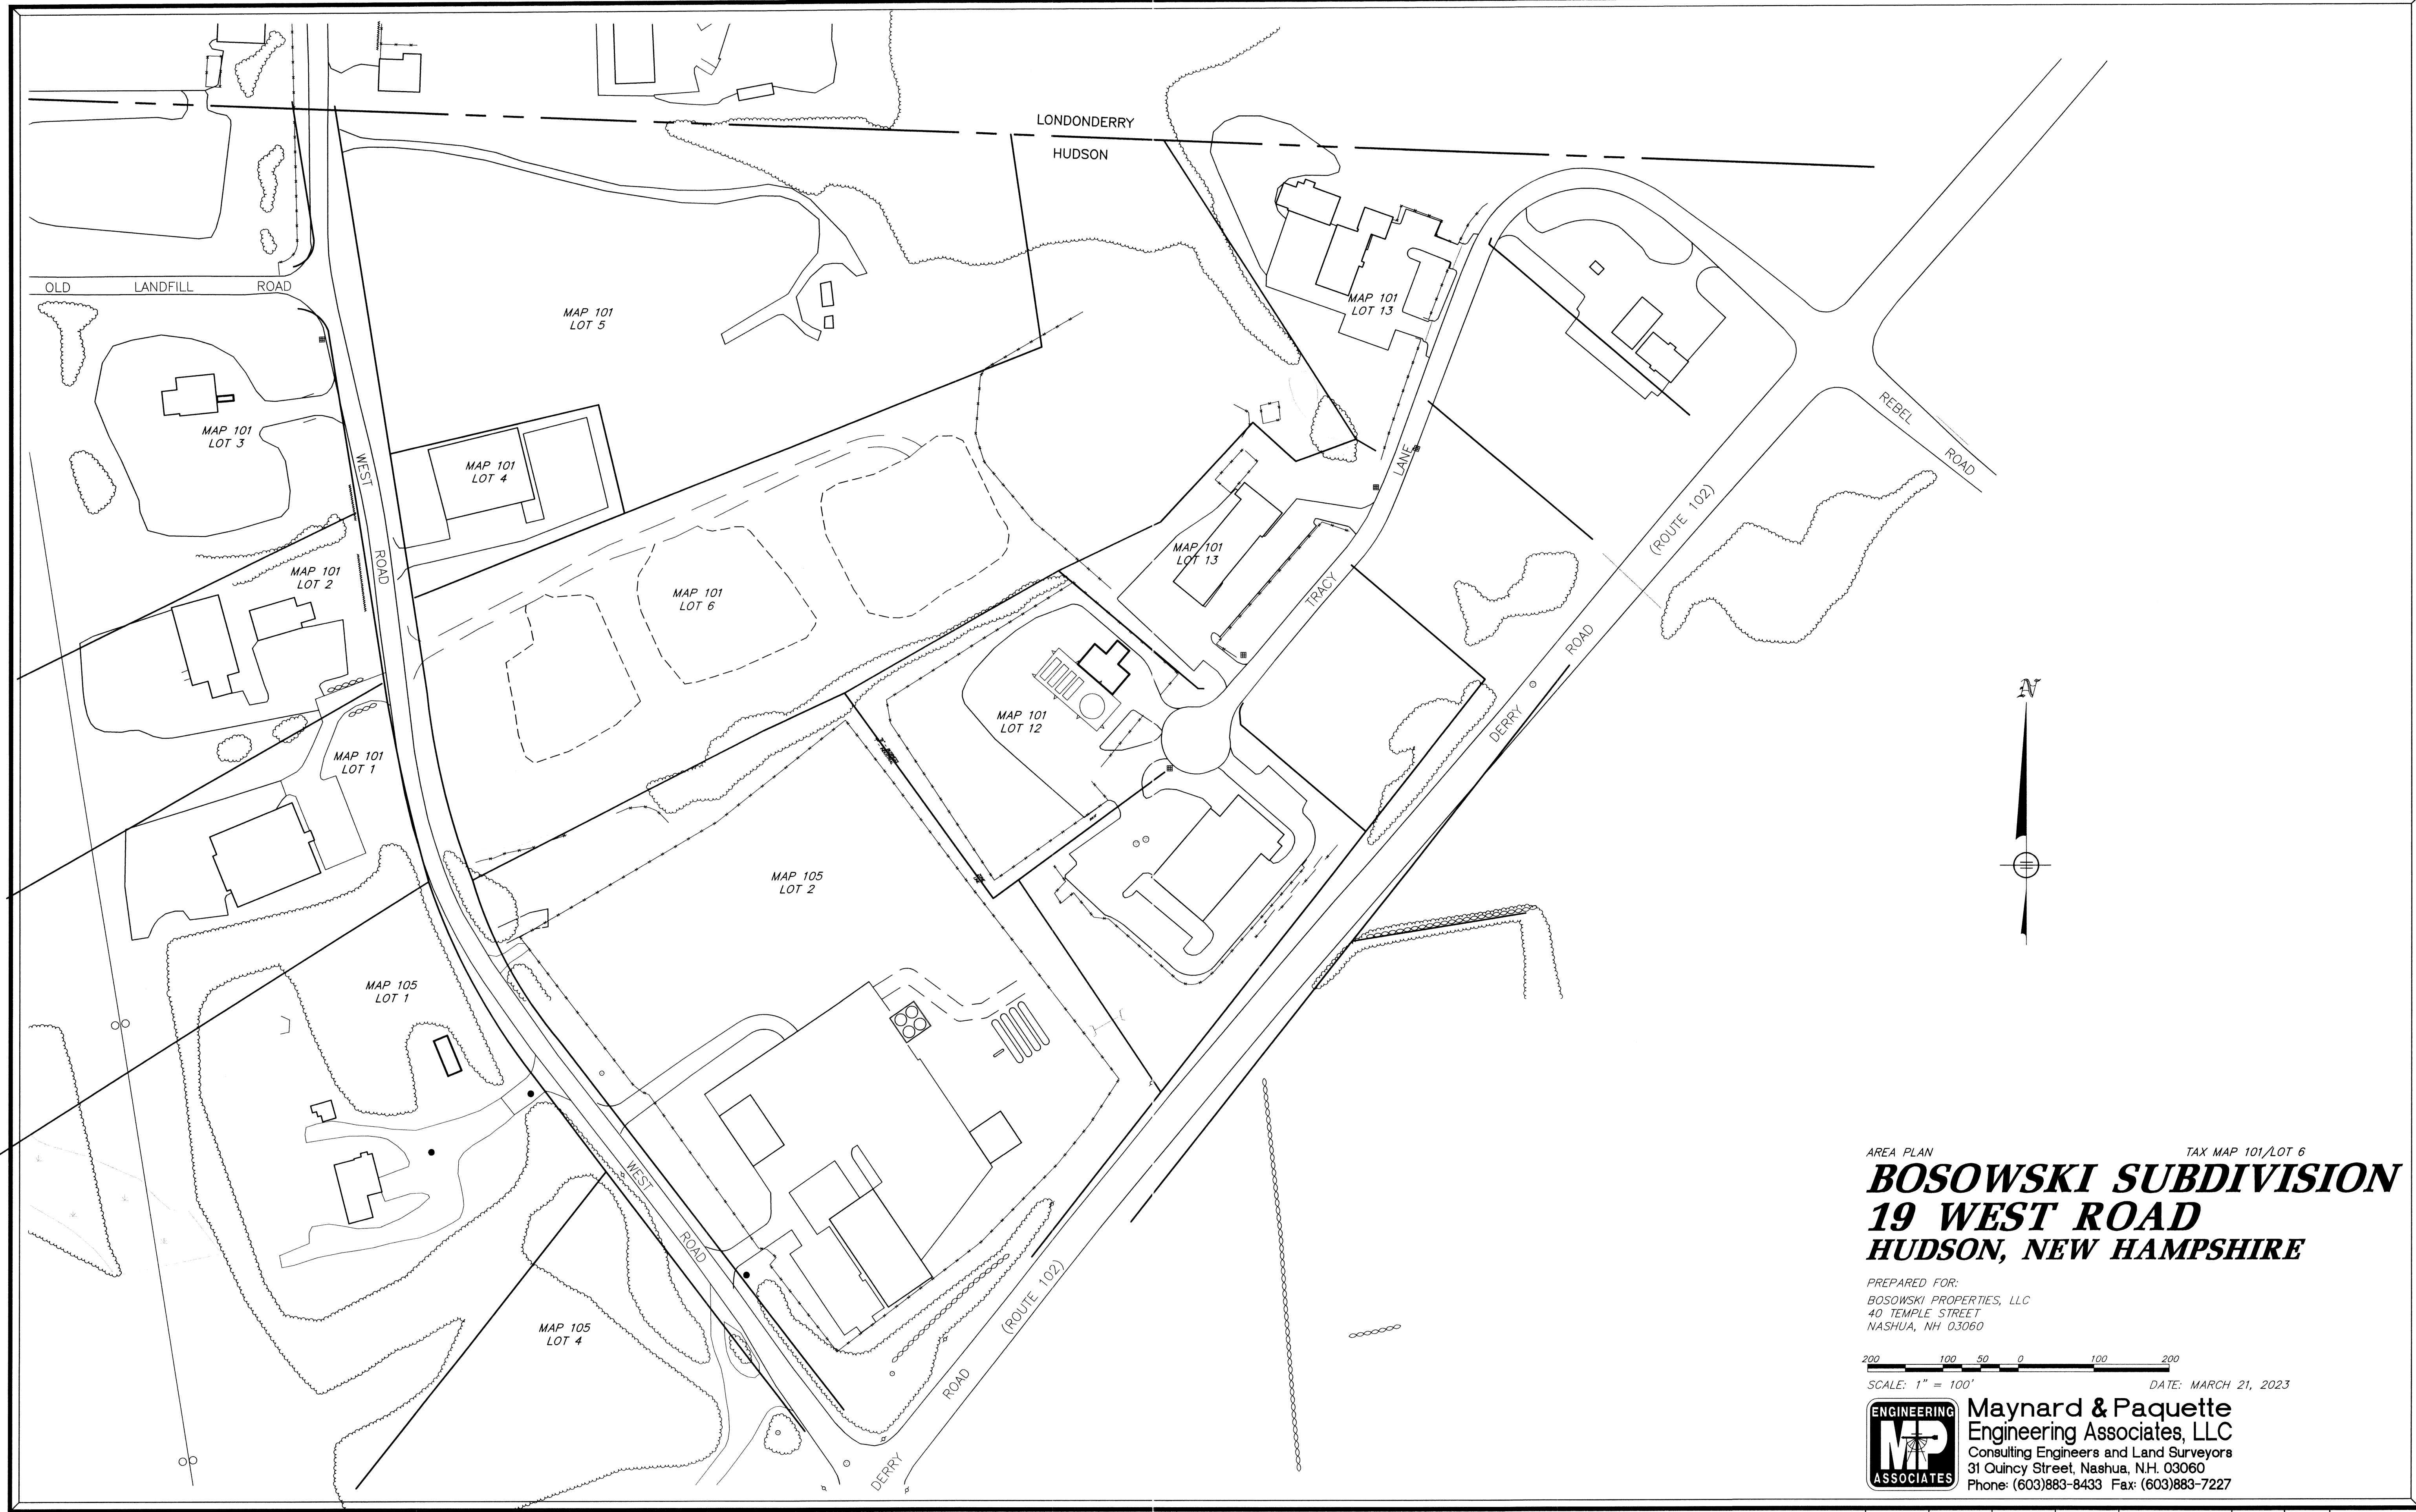 LONDONDERRY
HUDSON
OLD LANDFILL ROAD
MAP 101
LOT 5
MAP 101
LOT 13
MAP 101
LOT 3
WEST ROAD
MAP 101
LOT 4
LANE
REBEL ROAD
MAP 101
LOT 2
MAP 101
LOT 6
MAP 101
LOT 13
TRACY
(ROUTE 102)
DERRY ROAD
N
MAP 101
LOT 12
MAP 101
LOT 1
MAP 105
LOT 2
MAP 105
LOT 1
WEST ROAD
MAP 105
LOT 4
DERRY ROAD (ROUTE 102)
AREA PLAN TAX MAP 101/LOT 6
BOSOWSKI SUBDIVISION
19 WEST ROAD
HUDSON, NEW HAMPSHIRE
PREPARED FOR:
BOSOWSKI PROPERTIES, LLC
40 TEMPLE STREET
NASHUA, NH 03060
200 100 50 0 100 200
SCALE: 1" = 100' DATE: MARCH 21, 2023
ENGINEERING
MP
ASSOCIATES
Maynard & Paquette
Engineering Associates, LLC
Consulting Engineers and Land Surveyors
31 Quincy Street, Nashua, N.H. 03060
Phone: (603)883-8433 Fax: (603)883-7227